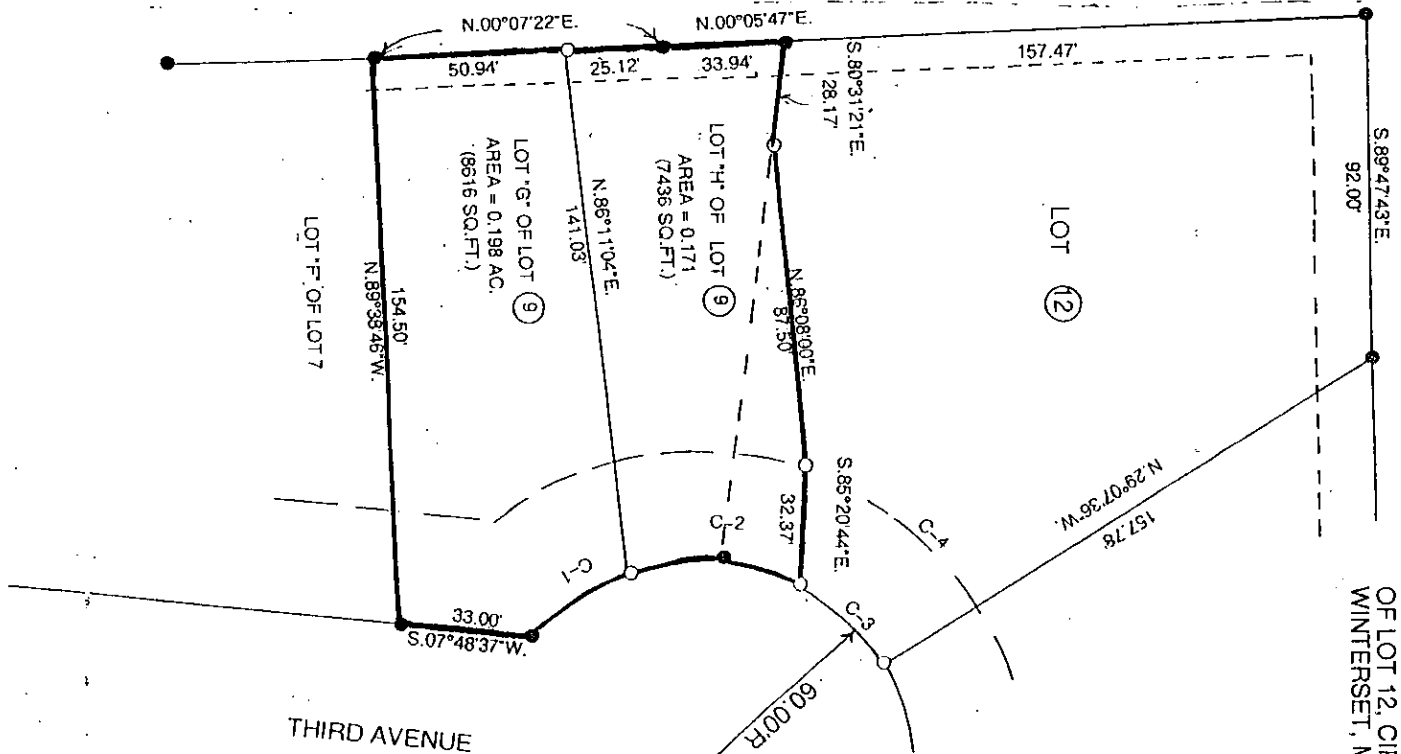 N.00°07'22"E.
N.00°05'47"E.
50.94'
25.12'
33.94'
157.47'
S.80°31'21"E.
28.17'
S.89°47'43"E.
92.00'
LOT "G" OF LOT 9
AREA = 0.198 AC.
(8616 SQ.FT.)
LOT "H" OF LOT 9
AREA = 0.171
(7436 SQ.FT.)
LOT 12
N.86°11'04"E.
141.03'
N.86°08'00"E.
87.50'
LOT "F" OF LOT 7
154.50'
N.89°38'46"W.
S.85°20'44"E.
32.37'
C-4
N.29°07'36"W.
157.78'
C-2
C-1
C-3
33.00'
S.07°48'37"W.
60.00'R
THIRD AVENUE
OF LOT 12,
WINTERSET,